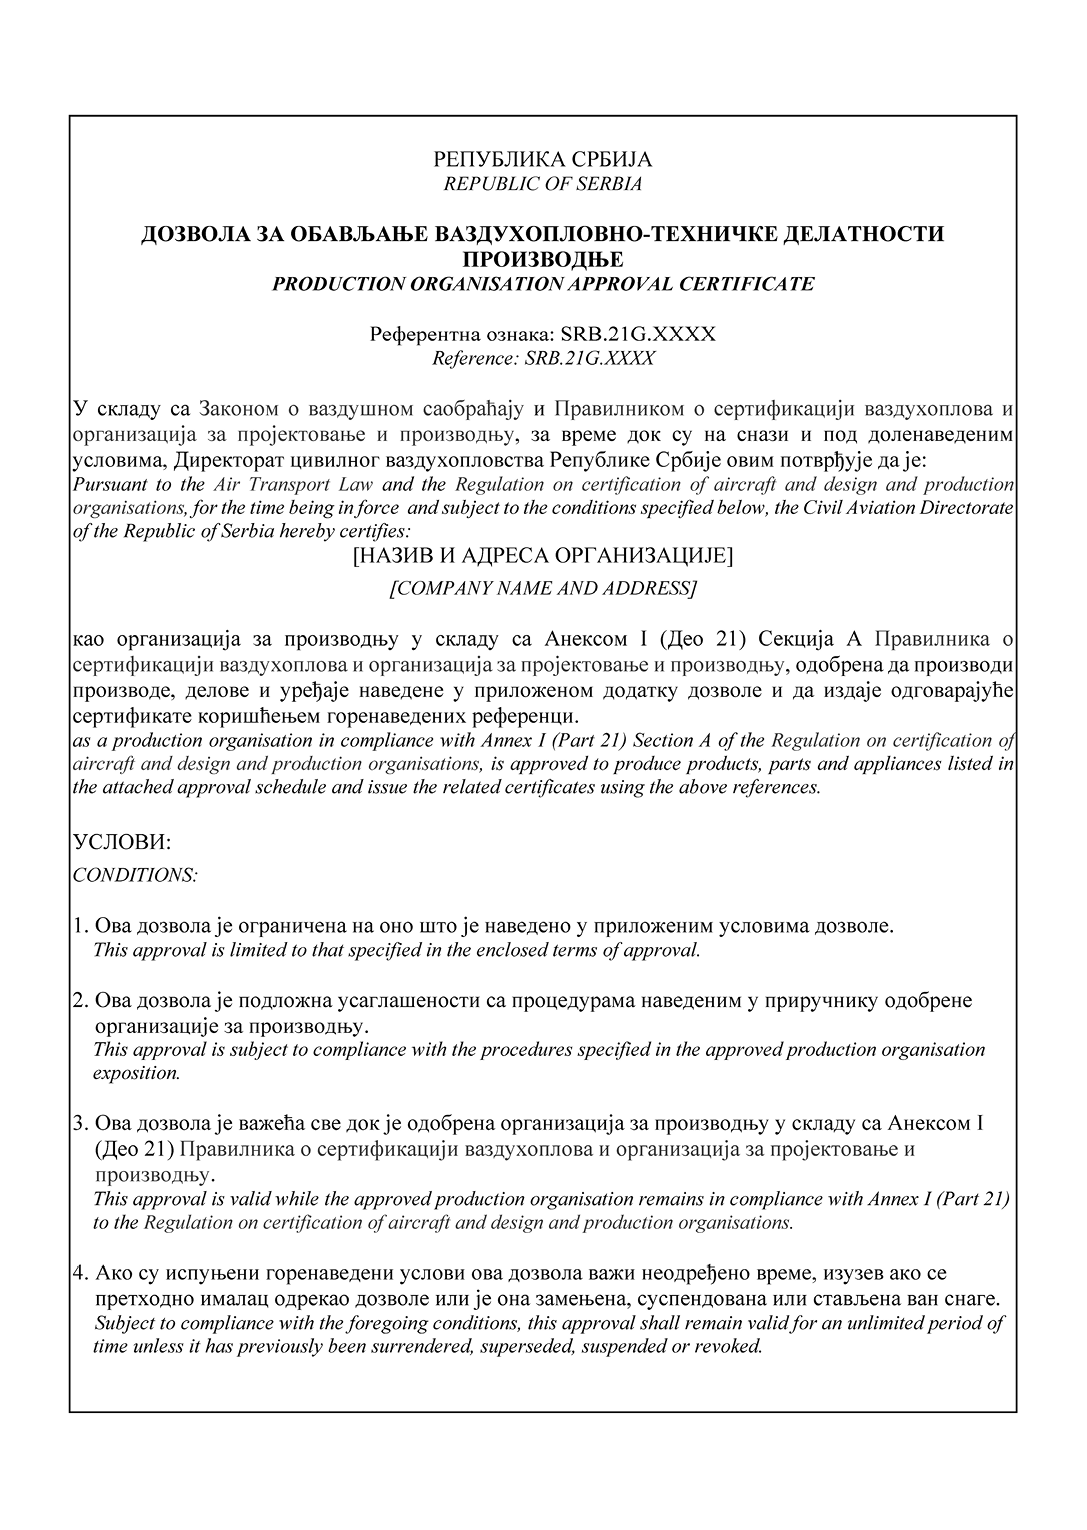 РЕПУБЛИКА СРБИЈА
REPUBLIC OF SERBIA
ДОЗВОЛА ЗА ОБАВЉАЊЕ ВАЗДУХОПЛОВНО-ТЕХНИЧКЕ ДЕЛАТНОСТИ
ПРОИЗВОДЊЕ
PRODUCTION ORGANISATION APPROVAL CERTIFICATE
Референтна ознака: SRB.21G.XXXX
Reference: SRB.21G.XXXX
У складу са Законом о ваздушном саобраћају и Правилником о сертификацији ваздухоплова и
организација за пројектовање и производњу, за време док су на снази и под доленаведеним
условима, Директорат цивилног ваздухопловства Републике Србије овим потврђује да је:
Pursuant to the Air Transport Law and the Regulation on certification of aircraft and design and production
organisations, for the time being in force and subject to the conditions specified below, the Civil Aviation Directorate
of the Republic of Serbia hereby certifies:
[НАЗИВ И АДРЕСА ОРГАНИЗАЦИЈЕ]
[COMPANY NAME AND ADDRESS]
као организација за производњу у складу са Анексом I (Део 21) Секција А Правилника о
сертификацији ваздухоплова и организација за пројектовање и производњу, одобрена да производи
производе, делове и уређаје наведене у приложеном додатку дозволе и да издаје одговарајуће
сертификате коришћењем горенаведених референци.
as a production organisation in compliance with Annex I (Part 21) Section A of the Regulation on certification of
aircraft and design and production organisations, is approved to produce products, parts and appliances listed in
the attached approval schedule and issue the related certificates using the above references.
УСЛОВИ:
CONDITIONS:
1. Ова дозвола је ограничена на оно што је наведено у приложеним условима дозволе.
This approval is limited to that specified in the enclosed terms of approval.
2. Ова дозвола је подложна усаглашености са процедурама наведеним у приручнику одобрене
организације за производњу.
This approval is subject to compliance with the procedures specified in the approved production organisation
exposition.
3. Ова дозвола је важећа све док је одобрена организација за производњу у складу са Анексом I
(Део 21) Правилника о сертификацији ваздухоплова и организација за пројектовање и
производњу.
This approval is valid while the approved production organisation remains in compliance with Annex I (Part 21)
to the Regulation on certification of aircraft and design and production organisations.
4. Ако су испуњени горенаведени услови ова дозвола важи неодређено време, изузев ако се
претходно ималац одрекао дозволе или је она замењена, суспендована или стављена ван снаге.
Subject to compliance with the foregoing conditions, this approval shall remain valid for an unlimited period of
time unless it has previously been surrendered, superseded, suspended or revoked.